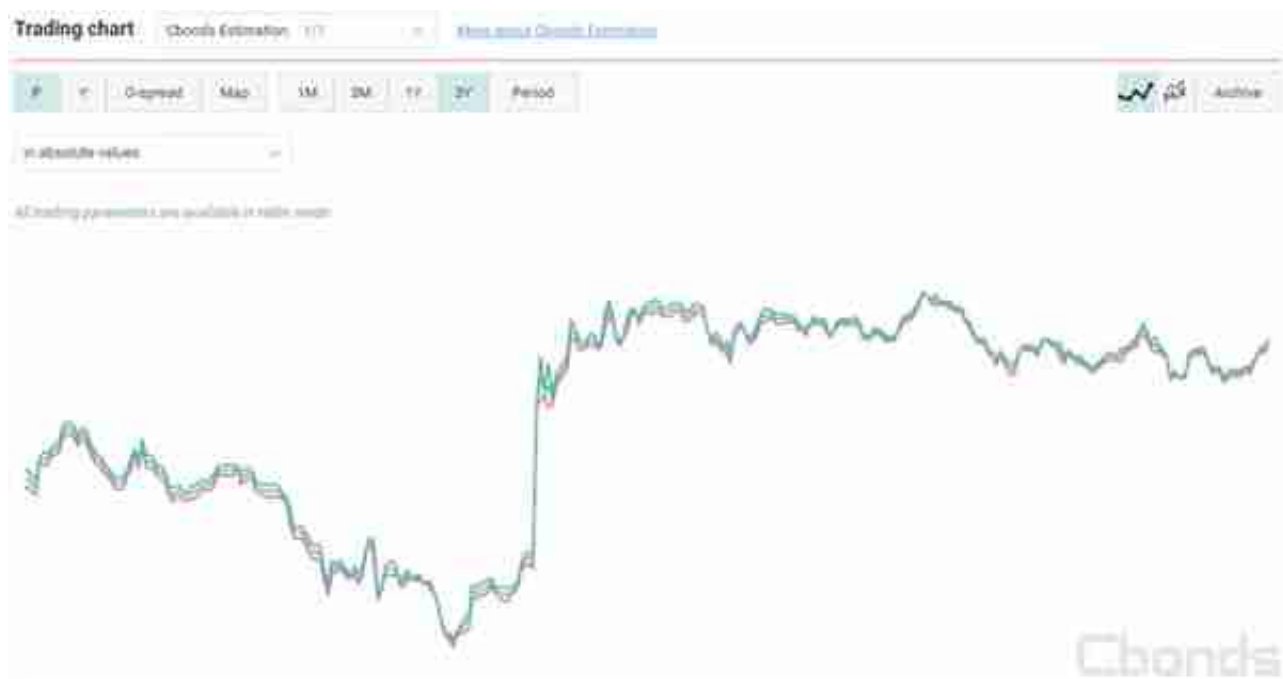 Trading chart Cbonds Estimation More about Cbonds Estimation
P Y G-spread Map 1M 3M 1Y 3Y Period Archive
in absolute values
All trading parameters are available in table mode
Cbonds